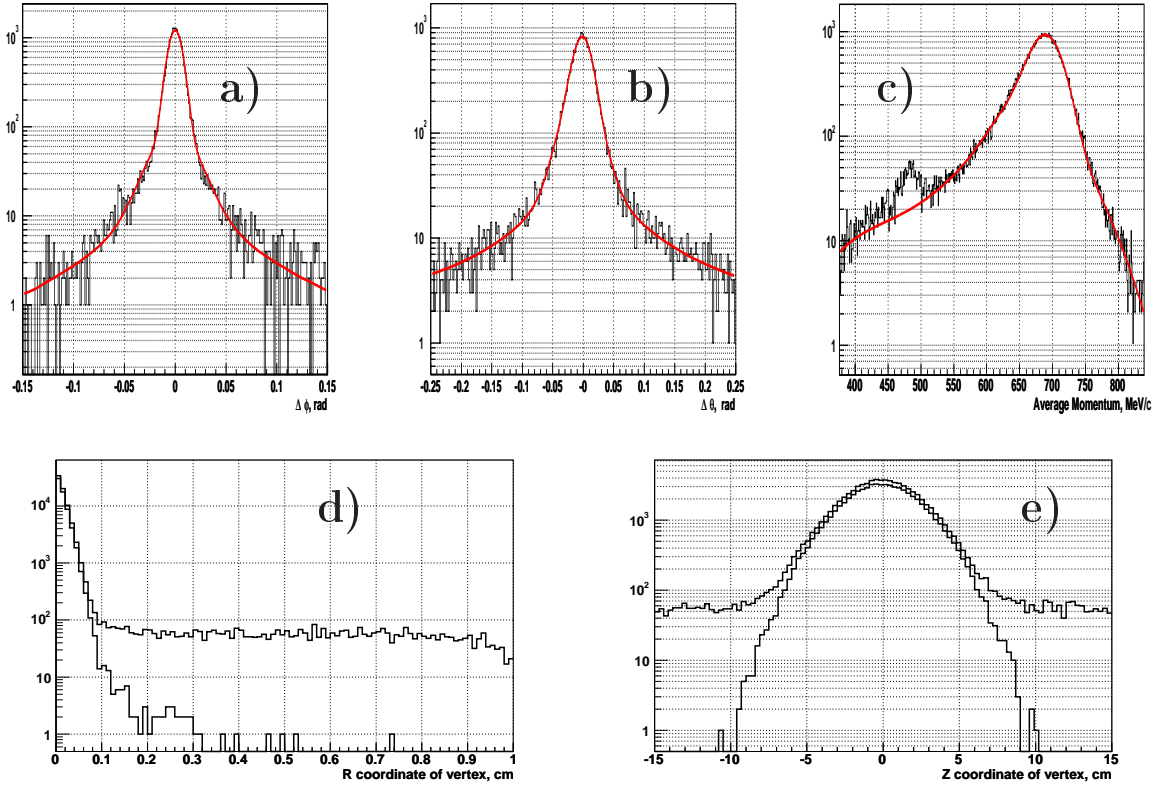 a)
10³
10²
10
1
-0.15 -0.1 -0.05 0 0.05 0.1 0.15
Δ ϕ, rad
b)
10³
10²
10
1
-0.25 -0.2 -0.15 -0.1 -0.05 -0 0.05 0.1 0.15 0.2 0.25
Δ θ, rad
c)
10³
10²
10
1
400 450 500 550 600 650 700 750 800
Average Momentum, MeV/c
d)
10⁴
10³
10²
10
1
0 0.1 0.2 0.3 0.4 0.5 0.6 0.7 0.8 0.9 1
R coordinate of vertex, cm
e)
10³
10²
10
1
-15 -10 -5 0 5 10 15
Z coordinate of vertex, cm